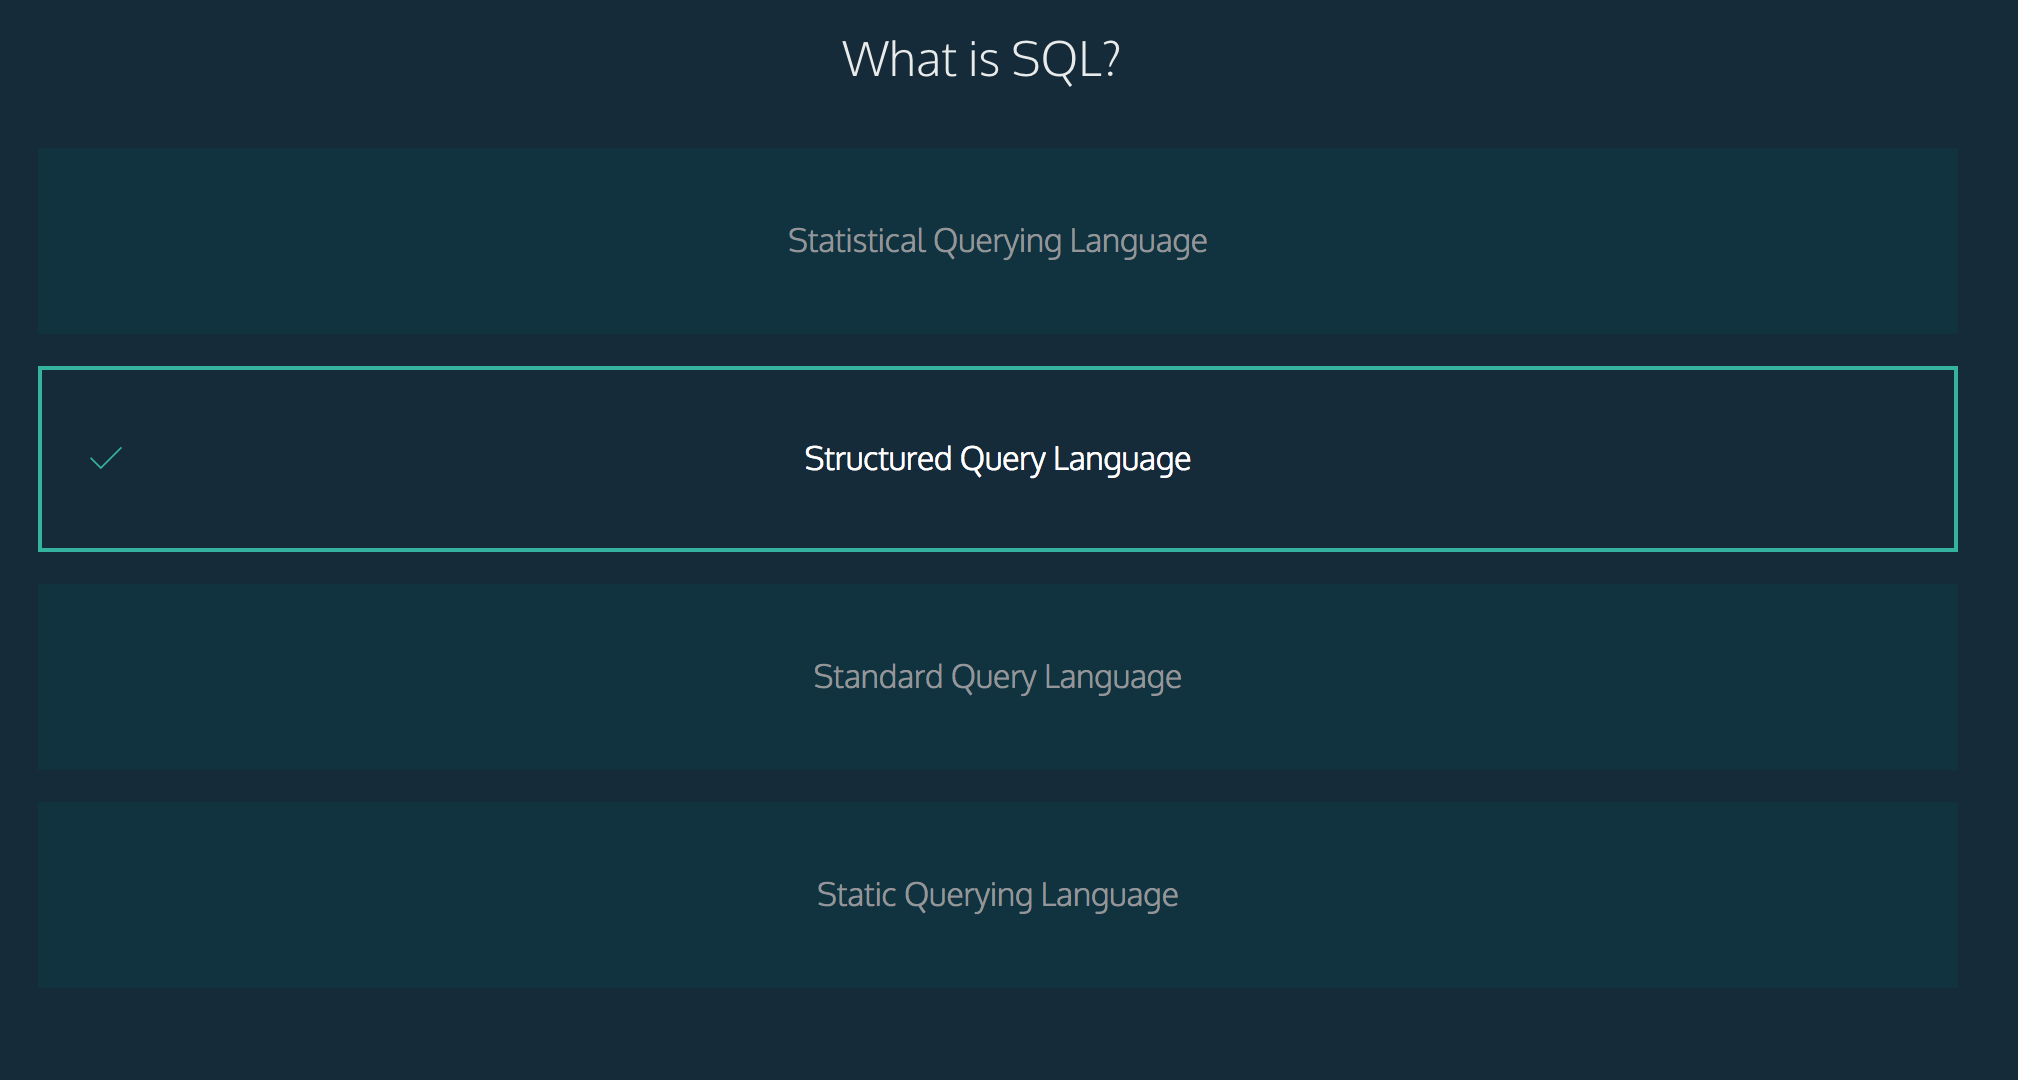 What is SQL?
Statistical Querying Language
Structured Query Language
Standard Query Language
Static Querying Language